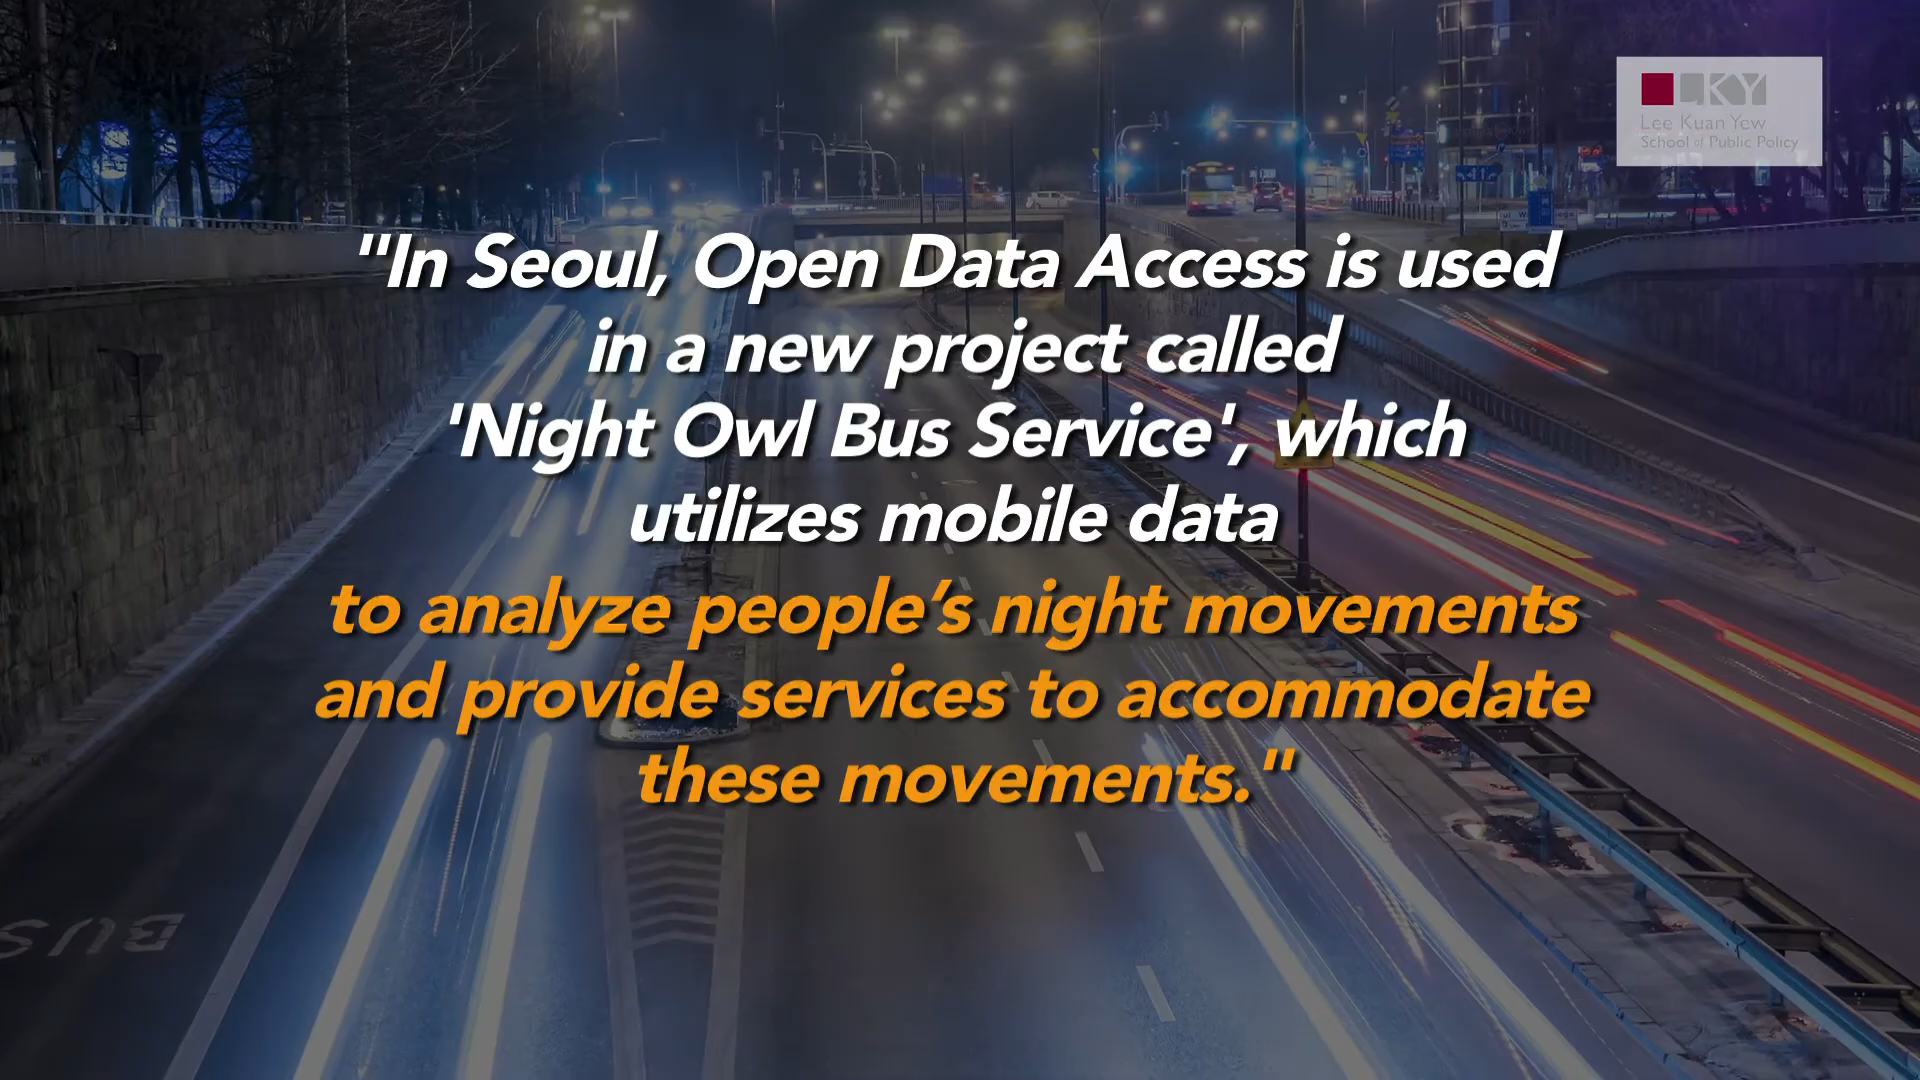 LKY
Lee Kuan Yew
School of Public Policy
"In Seoul, Open Data Access is used
in a new project called
'Night Owl Bus Service', which
utilizes mobile data
to analyze people’s night movements
and provide services to accommodate
these movements."
BUS